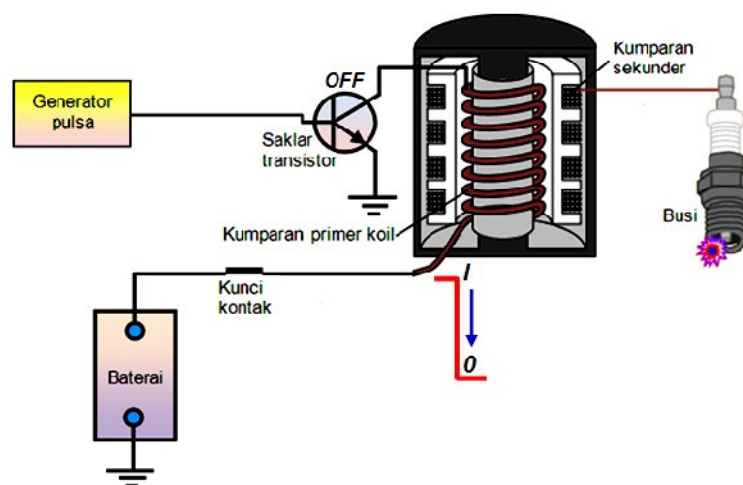 Generator
pulsa
OFF
Saklar
transistor
Kumparan
sekunder
Kumparan primer koil
Busi
Kunci
kontak
I
0
Baterai